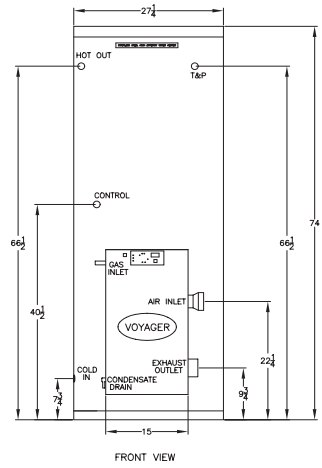 27 1/4
HOT OUT
T&P
CONTROL
66 1/2
66 1/2
74
40 1/2
GAS
INLET
AIR INLET
VOYAGER
22 1/4
EXHAUST
OUTLET
COLD
IN
CONDENSATE
DRAIN
7 3/4
9 3/4
15
FRONT VIEW